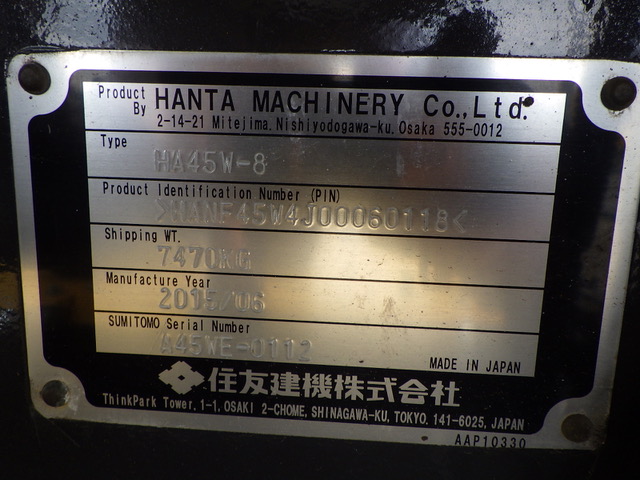 Product By HANTA MACHINERY Co.,Ltd.
2-14-21 Mitejima.Nishiyodogawa-ku.Osaka 555-0012
Type
HA45W-8
Product Identification Number (PIN)
>HANF45W4J00060118<
Shipping WT.
7470KG
Manufacture Year
2015/06
SUMITOMO Serial Number
A45WE-0112
MADE IN JAPAN
住友建機株式会社
ThinkPark Tower, 1-1, OSAKI 2-CHOME, SHINAGAWA-KU, TOKYO. 141-6025, JAPAN
AAP10330